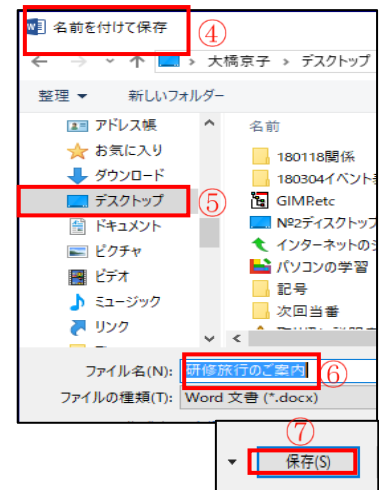 名前を付けて保存 ④
大橋京子 › デスクトップ
整理 新しいフォルダー
アドレス帳
お気に入り
ダウンロード
デスクトップ ⑤
ドキュメント
ピクチャ
ビデオ
ミュージック
リンク
名前
180118関係
180304イベント
GIMPetc
№2ディスクトップ
インターネットの
パソコンの学習
記号
次回当番
ファイル名(N): 研修旅行のご案内 ⑥
ファイルの種類(T): Word 文書 (*.docx)
⑦
保存(S)